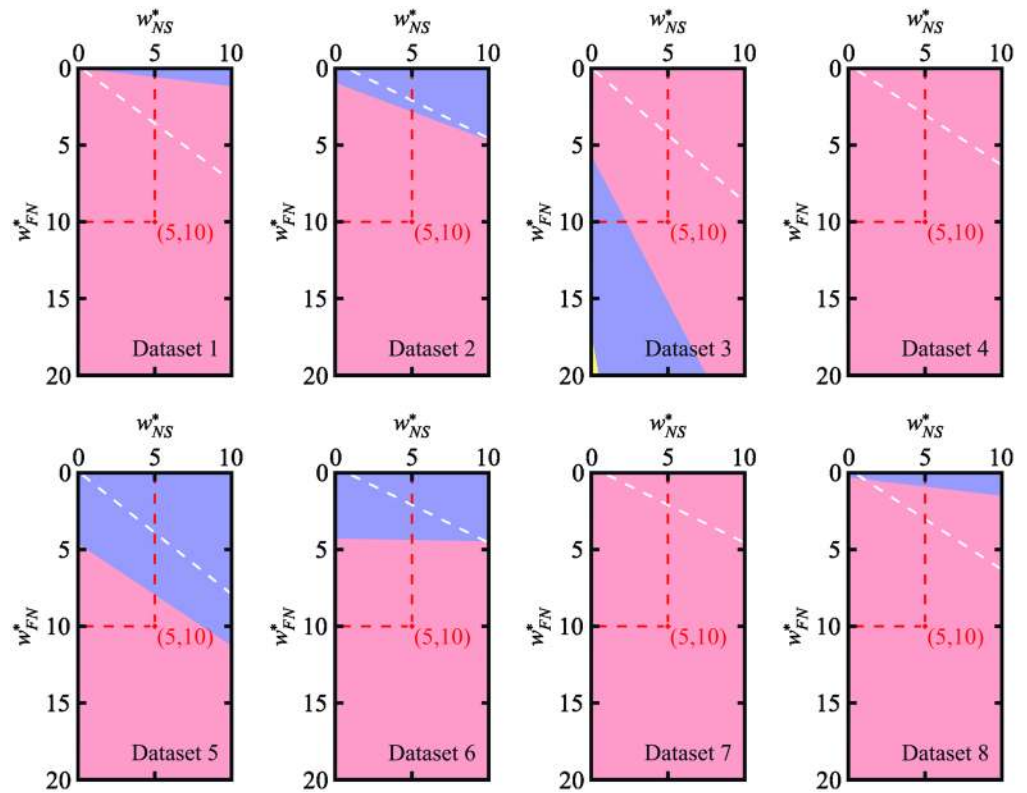 w*NS w*NS w*NS w*NS
0 5 10 0 5 10 0 5 10 0 5 10
0 0 0 0
5 5 5 5
w*FN 10 (5,10) w*FN 10 (5,10) w*FN 10 (5,10) w*FN 10 (5,10)
15 15 15 15
Dataset 1 Dataset 2 Dataset 3 Dataset 4
20 20 20 20
w*NS w*NS w*NS w*NS
0 5 10 0 5 10 0 5 10 0 5 10
0 0 0 0
5 5 5 5
w*FN 10 (5,10) w*FN 10 (5,10) w*FN 10 (5,10) w*FN 10 (5,10)
15 15 15 15
Dataset 5 Dataset 6 Dataset 7 Dataset 8
20 20 20 20